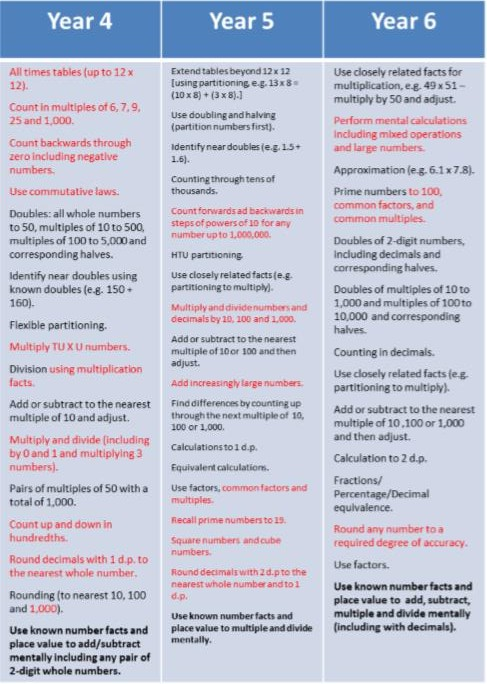 Year 4
All times tables (up to 12 x
12).
Count in multiples of 6, 7, 9,
25 and 1,000.
Count backwards through
zero including negative
numbers.
Use commutative laws.
Doubles: all whole numbers
to 50, multiples of 10 to 500,
multiples of 100 to 5,000 and
corresponding halves.
Identify near doubles using
known doubles (e.g. 150 +
160).
Flexible partitioning.
Multiply TU X U numbers.
Division using multiplication
facts.
Add or subtract to the nearest
multiple of 10 and adjust.
Multiply and divide (including
by 0 and 1 and multiplying 3
numbers).
Pairs of multiples of 50 with a
total of 1,000.
Count up and down in
hundredths.
Round decimals with 1 d.p. to
the nearest whole number.
Rounding (to nearest 10, 100
and 1,000).
Use known number facts and
place value to add/subtract
mentally including any pair of
2-digit whole numbers.
Year 5
Extend tables beyond 12 x 12
[using partitioning, e.g. 13 x 8 =
(10 x 8) + (3 x 8).]
Use doubling and halving
(partition numbers first).
Identify near doubles (e.g. 1.5 +
1.6).
Counting through tens of
thousands.
Count forwards ad backwards in
steps of powers of 10 for any
number up to 1,000,000.
HTU partitioning.
Use closely related facts (e.g.
partitioning to multiply).
Multiply and divide numbers and
decimals by 10, 100 and 1,000.
Add or subtract to the nearest
multiple of 10 or 100 and then
adjust.
Add increasingly large numbers.
Find differences by counting up
through the next multiple of 10,
100 or 1,000.
Calculations to 1 d.p.
Equivalent calculations.
Use factors, common factors and
multiples.
Recall prime numbers to 19.
Square numbers and cube
numbers.
Round decimals with 2 d.p to the
nearest whole number and to 1
d.p.
Use known number facts and
place value to multiple and divide
mentally.
Year 6
Use closely related facts for
multiplication, e.g. 49 x 51 –
multiply by 50 and adjust.
Perform mental calculations
including mixed operations
and large numbers.
Approximation (e.g. 6.1 x 7.8).
Prime numbers to 100,
common factors, and
common multiples.
Doubles of 2-digit numbers,
including decimals and
corresponding halves.
Doubles of multiples of 10 to
1,000 and multiples of 100 to
10,000 and corresponding
halves.
Counting in decimals.
Use closely related facts (e.g.
partitioning to multiply).
Add or subtract to the nearest
multiple of 10 ,100 or 1,000
and then adjust.
Calculation to 2 d.p.
Fractions/
Percentage/Decimal
equivalence.
Round any number to a
required degree of accuracy.
Use factors.
Use known number facts and
place value to add, subtract,
multiple and divide mentally
(including with decimals).